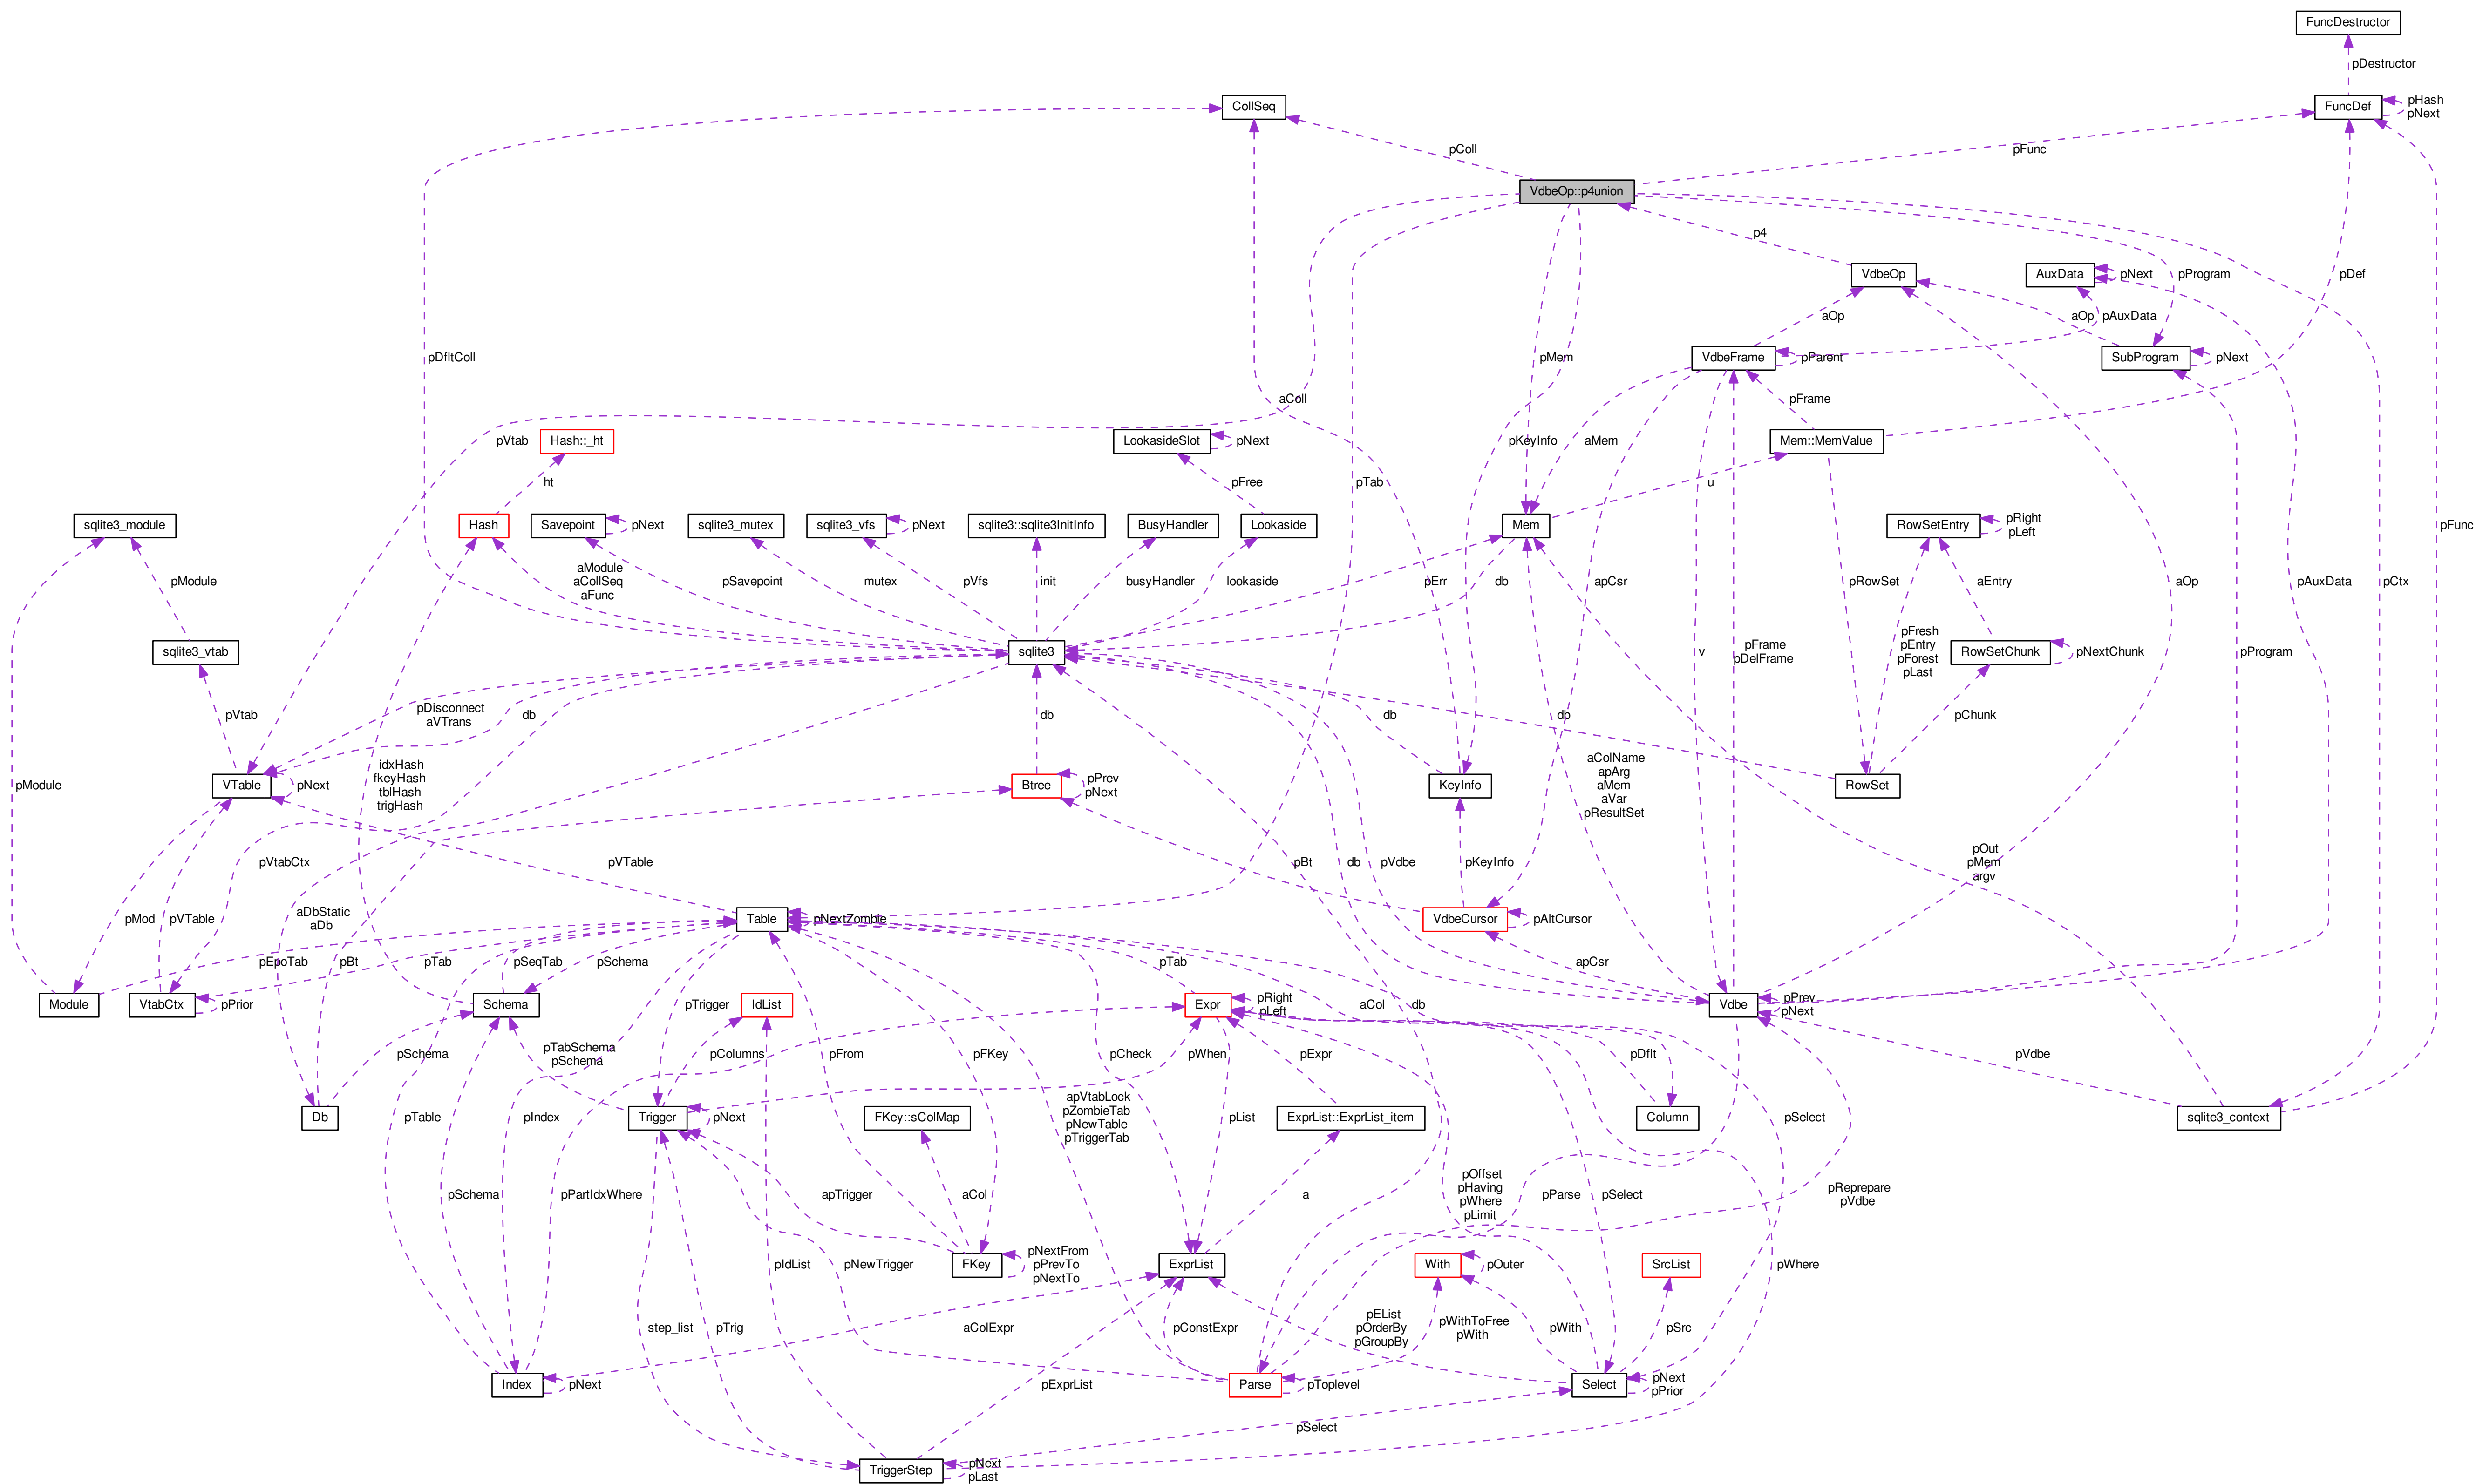 FuncDestructor
pDestructor
CollSeq
FuncDef
pHash
pNext
pColl
pFunc
VdbeOp::p4union
p4
VdbeOp
AuxData
pNext
pProgram
pDef
aOp
pAuxData
aOp
pDfltColl
pMem
VdbeFrame
pParent
SubProgram
pNext
aColl
pFrame
pVtab
Hash::_ht
LookasideSlot
pNext
pKeyInfo
aMem
Mem::MemValue
ht
pFree
pTab
u
sqlite3_module
Hash
Savepoint
pNext
sqlite3_mutex
sqlite3_vfs
pNext
sqlite3::sqlite3InitInfo
BusyHandler
Lookaside
Mem
RowSetEntry
pRight
pLeft
pFunc
pModule
aModule
aCollSeq
aFunc
pSavepoint
mutex
pVfs
init
busyHandler
lookaside
pErr
db
apCsr
pRowSet
aEntry
aOp
pAuxData
pCtx
sqlite3_vtab
sqlite3
v
pFrame
pDelFrame
pFresh
pEntry
pForest
pLast
RowSetChunk
pNextChunk
pProgram
pVtab
pDisconnect
aVTrans
db
db
db
db
pChunk
pModule
VTable
pNext
idxHash
fkeyHash
tblHash
trigHash
Btree
pPrev
pNext
KeyInfo
aColName
apArg
aMem
aVar
pResultSet
RowSet
pVtabCtx
pVTable
pBt
db
pVdbe
pKeyInfo
pOut
pMem
argv
pMod
pVTable
aDbStatic
aDb
Table
pNextZombie
VdbeCursor
pAltCursor
pEpoTab
pBt
pTab
pSeqTab
pSchema
pTab
apCsr
Module
VtabCtx
pPrior
Schema
pTrigger
IdList
Expr
pRight
pLeft
aCol
db
Vdbe
pPrev
pNext
pSchema
pTabSchema
pSchema
pColumns
pFrom
pFKey
pCheck
pWhen
pExpr
pDflt
pVdbe
Db
pTable
pIndex
Trigger
pNext
FKey::sColMap
apVtabLock
pZombieTab
pNewTable
pTriggerTab
pList
ExprList::ExprList_item
Column
pSelect
sqlite3_context
pSchema
pPartIdxWhere
apTrigger
aCol
a
pOffset
pHaving
pWhere
pLimit
pParse
pSelect
pReprepare
pVdbe
pIdList
pNewTrigger
FKey
pNextFrom
pPrevTo
pNextTo
ExprList
With
pOuter
SrcList
pWhere
step_list
pTrig
aColExpr
pConstExpr
pEList
pOrderBy
pGroupBy
pWithToFree
pWith
pWith
pSrc
Index
pNext
pExprList
Parse
pToplevel
Select
pNext
pPrior
pSelect
TriggerStep
pNext
pLast